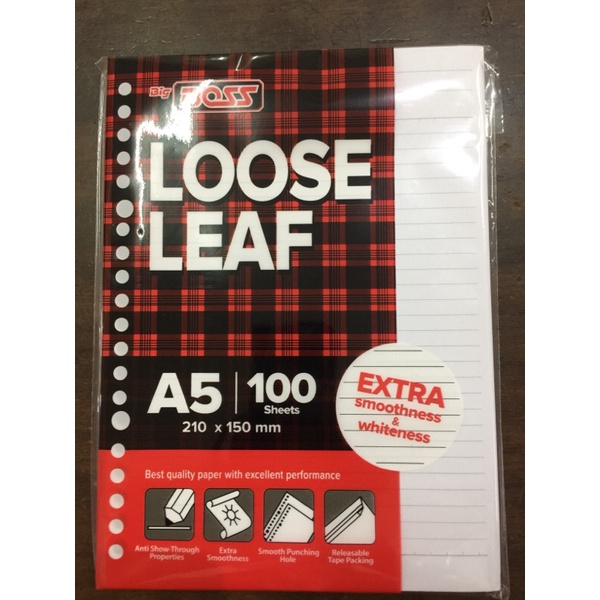 Big BOSS
LOOSE
LEAF
A5 | 100
Sheets
210 x 150 mm
EXTRA
smoothness
&
whiteness
Best quality paper with excellent performance
Anti Show-Through
Properties
Extra
Smoothness
Smooth Punching
Hole
Releasable
Tape Packing